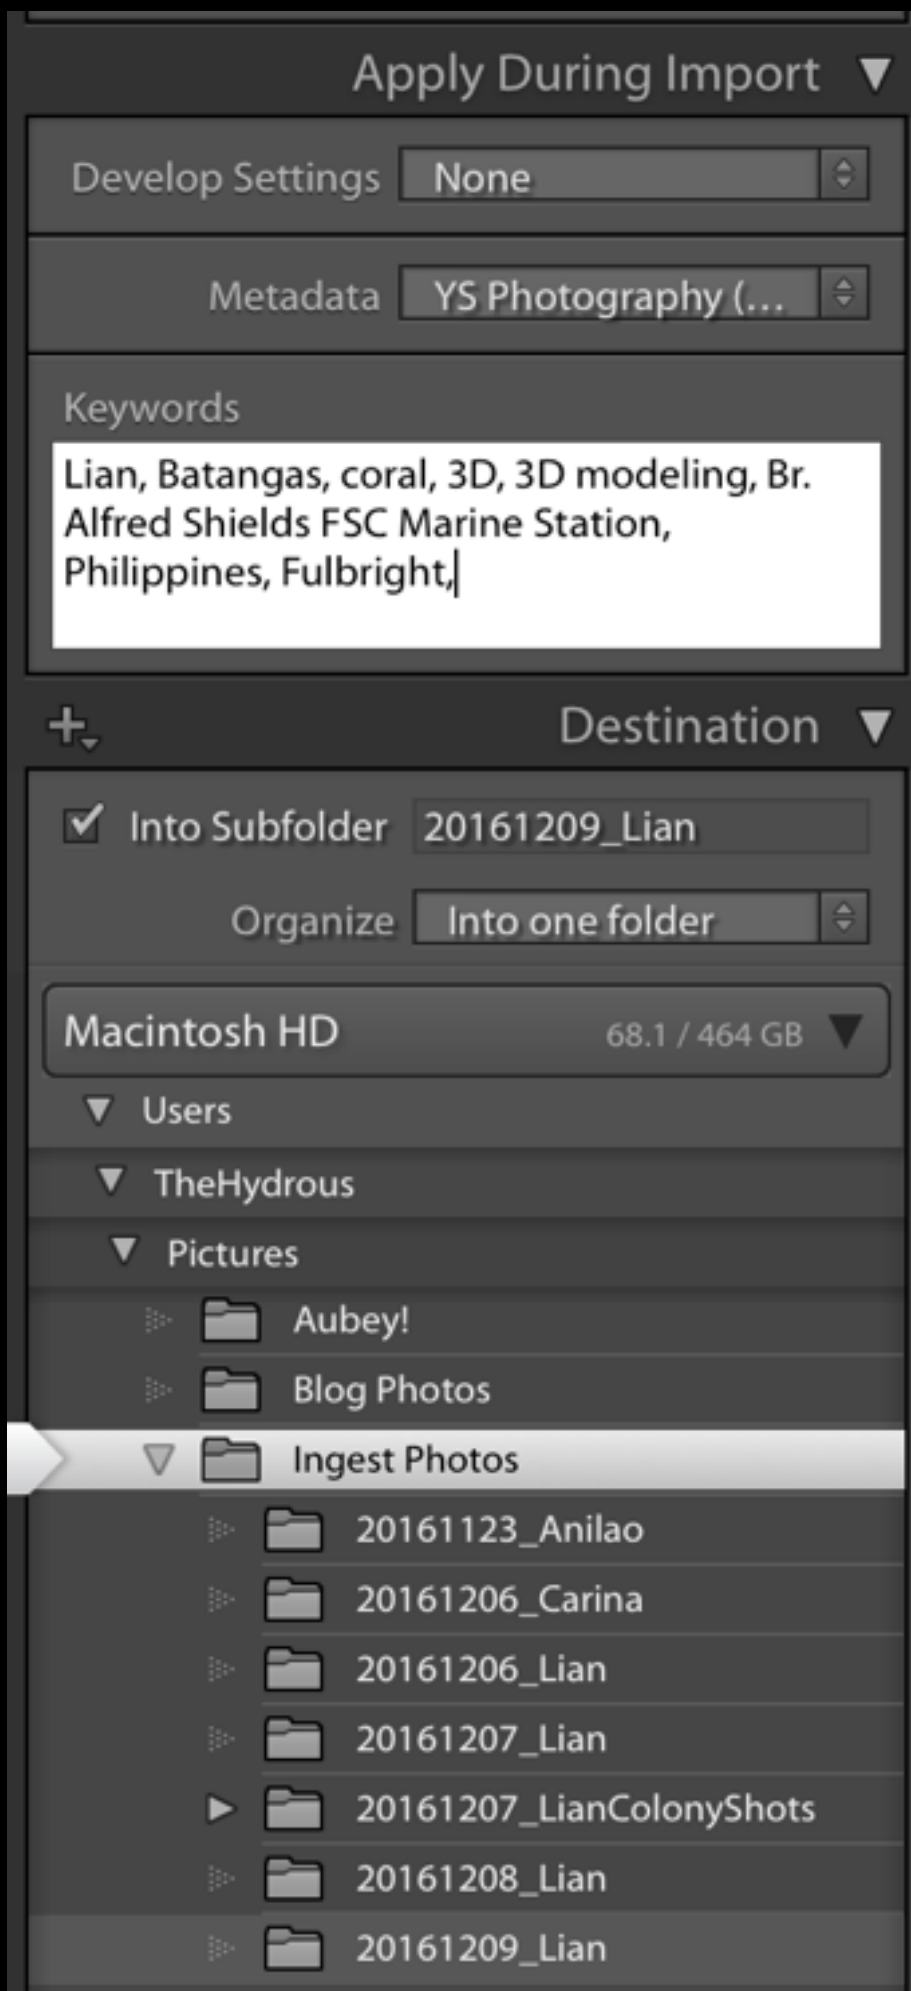 Apply During Import
Develop Settings None
Metadata YS Photography (...
Keywords
Lian, Batangas, coral, 3D, 3D modeling, Br.
Alfred Shields FSC Marine Station,
Philippines, Fulbright,
Destination
Into Subfolder 20161209_Lian
Organize Into one folder
Macintosh HD 68.1 / 464 GB
Users
TheHydrous
Pictures
Aubey!
Blog Photos
Ingest Photos
20161123_Anilao
20161206_Carina
20161206_Lian
20161207_Lian
20161207_LianColonyShots
20161208_Lian
20161209_Lian